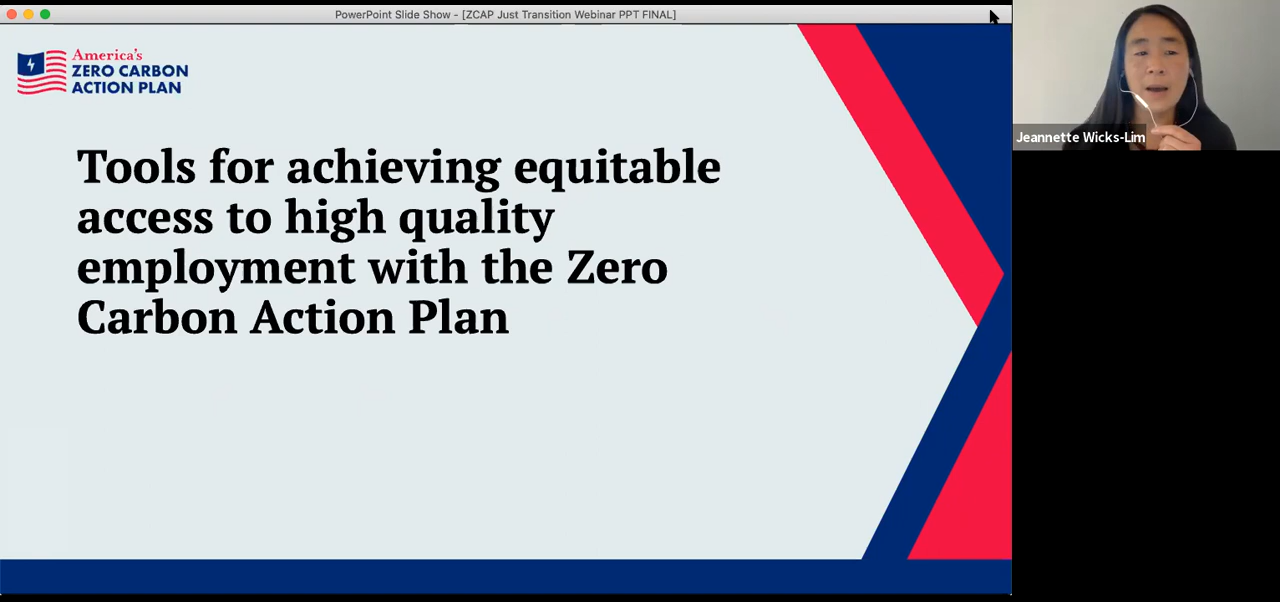 PowerPoint Slide Show - [ZCAP Just Transition Webinar PPT FINAL]
America's
ZERO CARBON
ACTION PLAN
Tools for achieving equitable
access to high quality
employment with the Zero
Carbon Action Plan
Jeannette Wicks-Lim